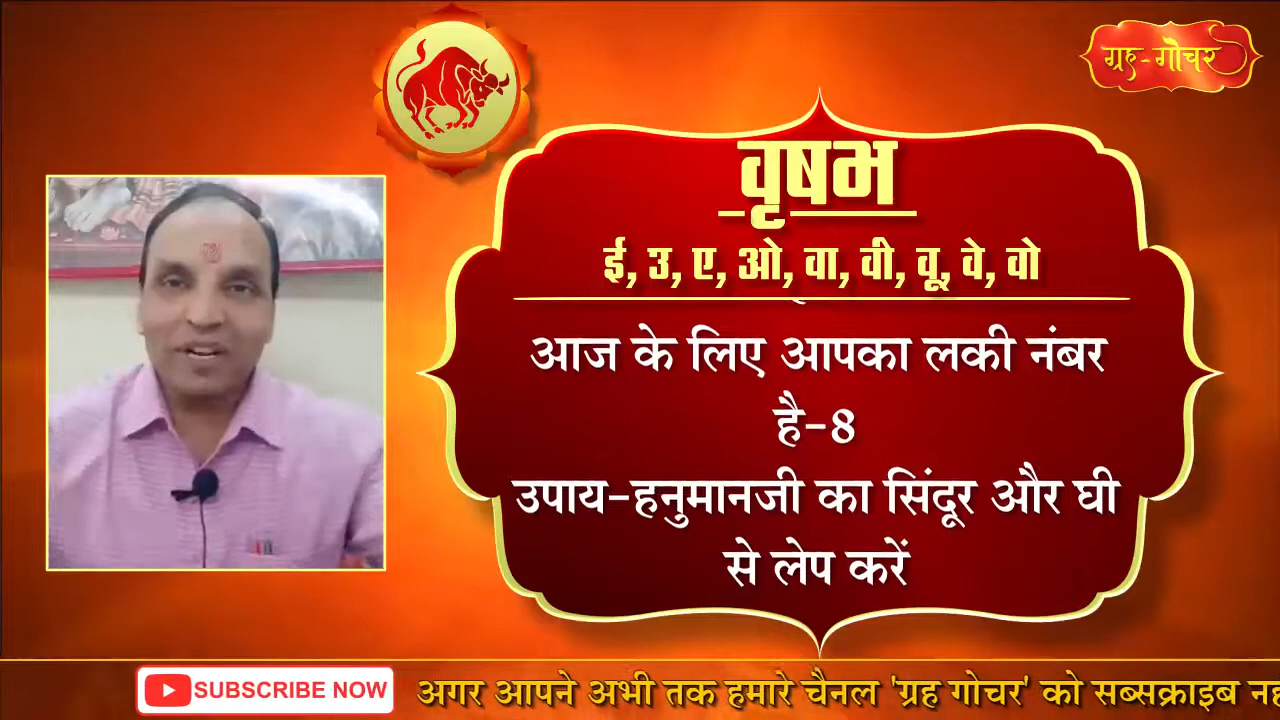 ग्रह-गोचर
वृषभ
ई, उ, ए, ओ, वा, वी, वू, वे, वो
आज के लिए आपका लकी नंबर
है-8
उपाय-हनुमानजी का सिंदूर और घी
से लेप करें
SUBSCRIBE NOW
अगर आपने अभी तक हमारे चैनल 'ग्रह गोचर' को सब्सक्राइब